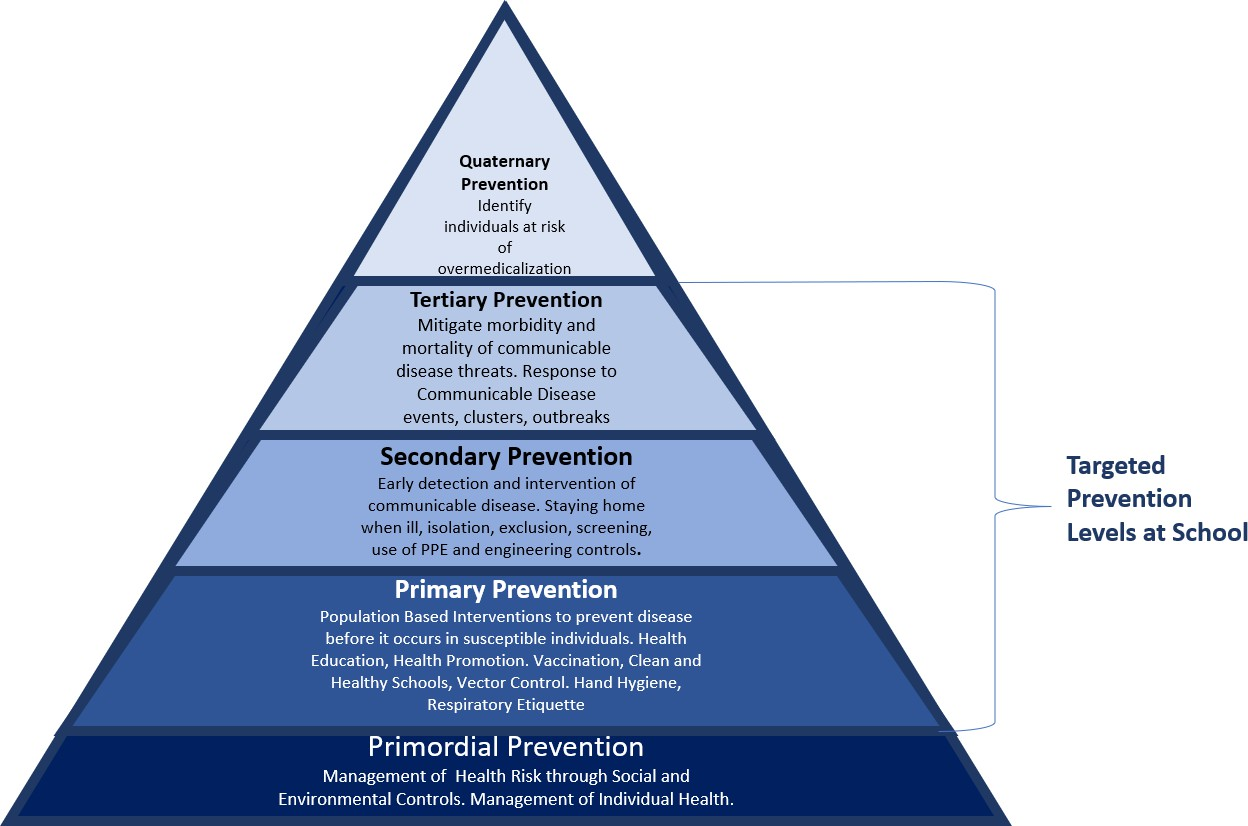 Quaternary
Prevention
Identify
individuals at risk
of
overmedicalization
Tertiary Prevention
Mitigate morbidity and
mortality of communicable
disease threats. Response to
Communicable Disease
events, clusters, outbreaks
Secondary Prevention
Early detection and intervention of
communicable disease. Staying home
when ill, isolation, exclusion, screening,
use of PPE and engineering controls.
Primary Prevention
Population Based Interventions to prevent disease
before it occurs in susceptible individuals. Health
Education, Health Promotion. Vaccination, Clean and
Healthy Schools, Vector Control. Hand Hygiene,
Respiratory Etiquette
Primordial Prevention
Management of  Health Risk through Social and
Environmental Controls. Management of Individual Health.
Targeted
Prevention
Levels at School